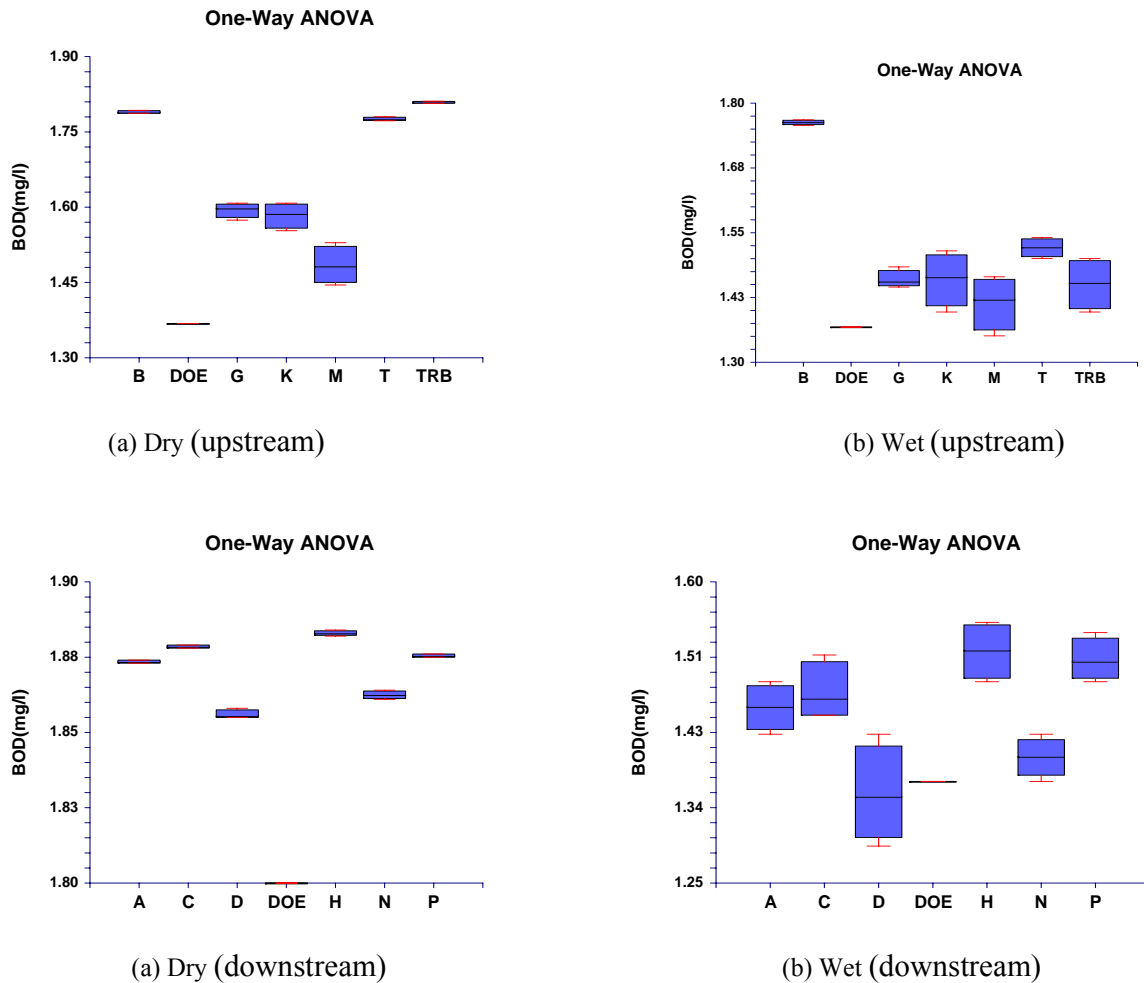 One-Way ANOVA
1.90
1.75
1.60
1.45
1.30
BOD(mg/l)
B DOE G K M T TRB
(a) Dry (upstream)
One-Way ANOVA
1.80
1.68
1.55
1.43
1.30
BOD(mg/l)
B DOE G K M T TRB
(b) Wet (upstream)
One-Way ANOVA
1.90
1.88
1.85
1.83
1.80
BOD(mg/l)
A C D DOE H N P
(a) Dry (downstream)
One-Way ANOVA
1.60
1.51
1.43
1.34
1.25
BOD(mg/l)
A C D DOE H N P
(b) Wet (downstream)